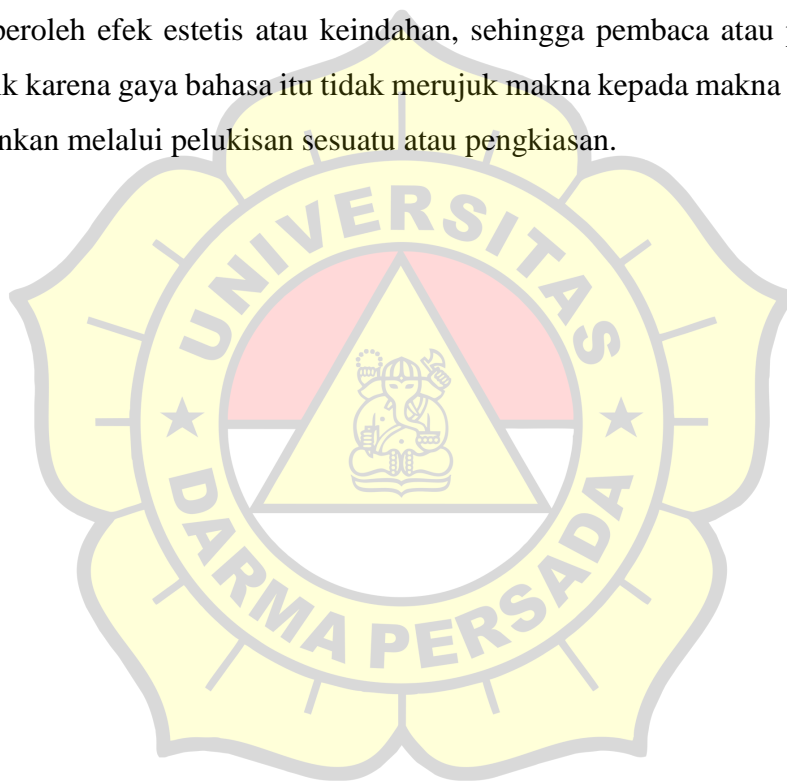 peroleh efek estetis atau keindahan, sehingga pembaca atau
karena gaya bahasa itu tidak merujuk makna kepada makna
melalui pelukisan sesuatu atau pengkiasan.
UNIVERSITAS
DARMA PERSADA